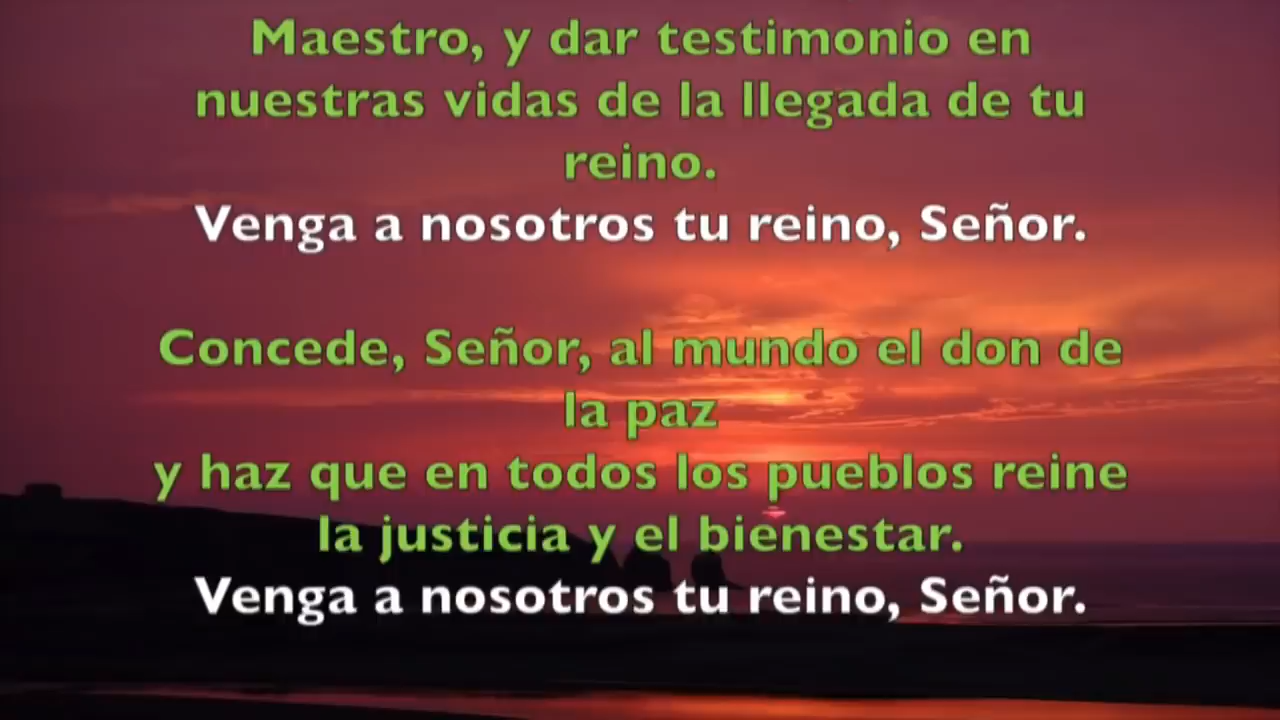 Maestro, y dar testimonio en
nuestras vidas de la llegada de tu
reino.
Venga a nosotros tu reino, Señor.
Concede, Señor, al mundo el don de
la paz
y haz que en todos los pueblos reine
la justicia y el bienestar.
Venga a nosotros tu reino, Señor.